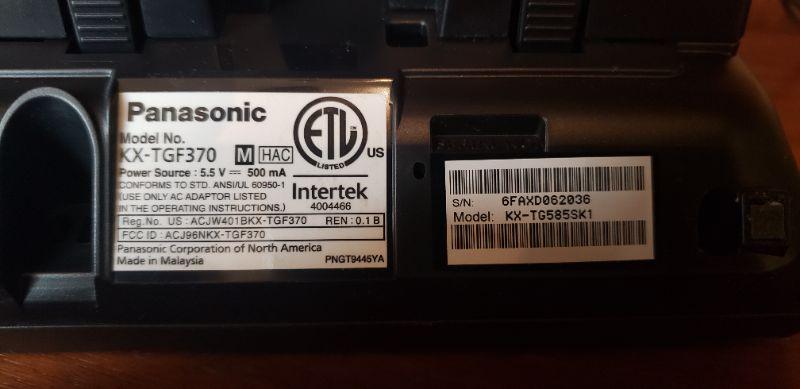 Panasonic
Model No.
KX-TGF370 M HAC
Power Source : 5.5 V ⎓ 500 mA
CONFORMS TO STD. ANSI/UL 60950-1
(USE ONLY AC ADAPTOR LISTED
IN THE OPERATING INSTRUCTIONS.)
ETL
LISTED
US
Intertek
4004466
Reg.No. US : ACJW401BKX-TGF370 REN : 0.1 B
FCC ID : ACJ96NKX-TGF370
Panasonic Corporation of North America
Made in Malaysia PNGT9445YA
S/N: 6FAXD062036
Model: KX-TG585SK1